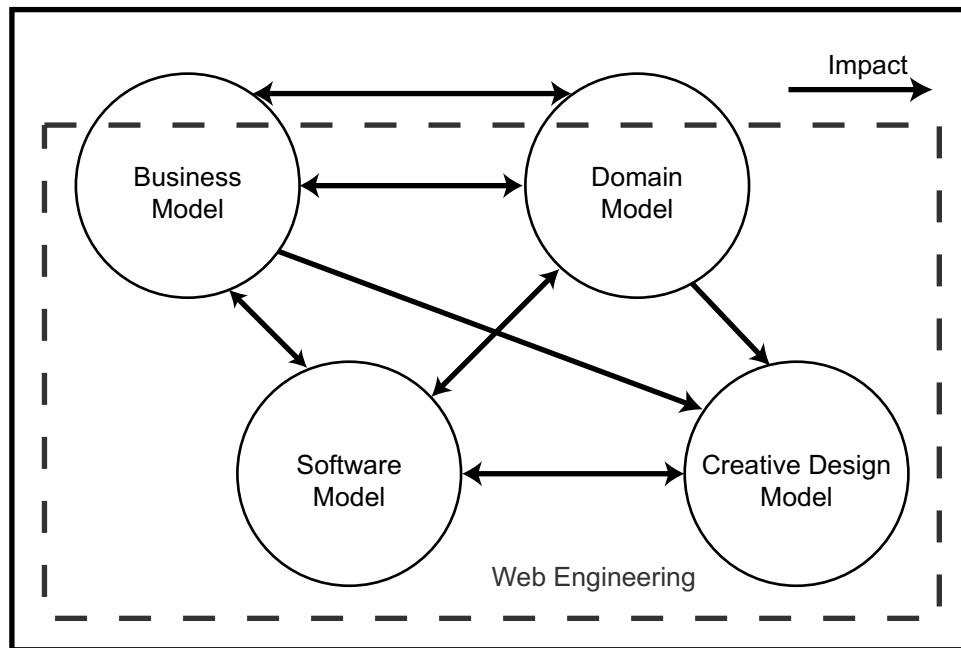 Impact
Business
Model
Domain
Model
Software
Model
Creative Design
Model
Web Engineering